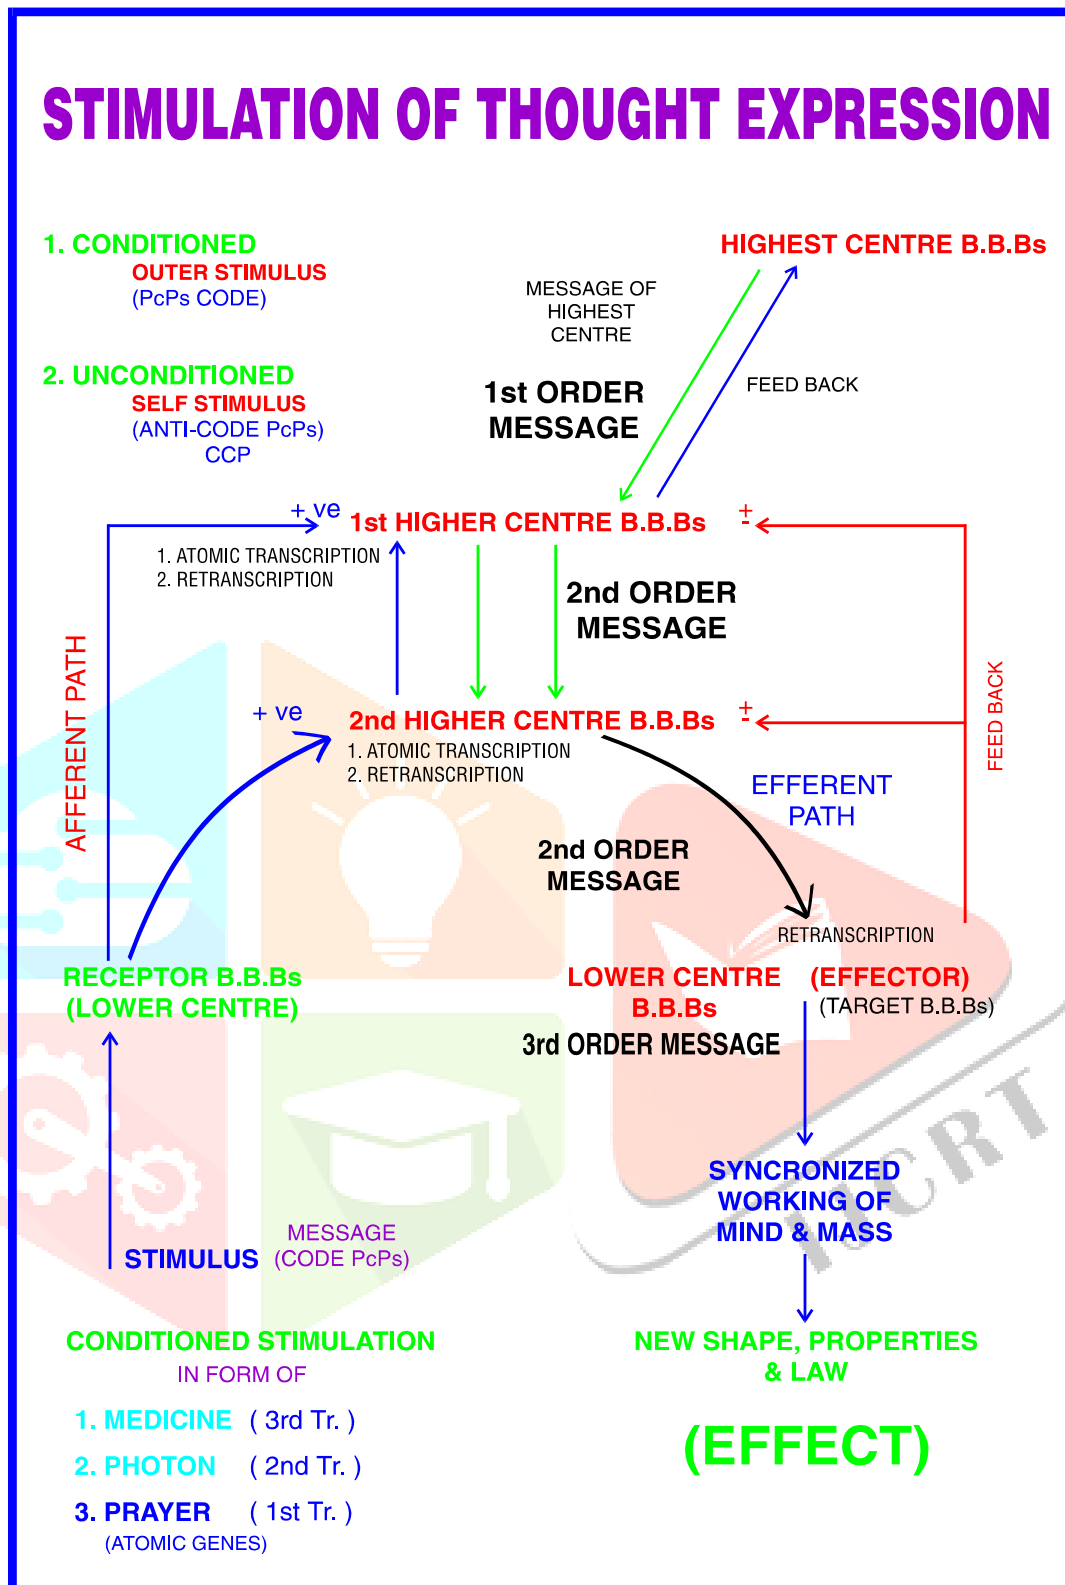 STIMULATION OF THOUGHT EXPRESSION
1. CONDITIONED
OUTER STIMULUS
(PcPs CODE)
2. UNCONDITIONED
SELF STIMULUS
(ANTI-CODE PcPs)
CCP
HIGHEST CENTRE B.B.Bs
MESSAGE OF
HIGHEST
CENTRE
1st ORDER
MESSAGE
FEED BACK
+ ve
1st HIGHER CENTRE B.B.Bs
+
-
1. ATOMIC TRANSCRIPTION
2. RETRANSCRIPTION
2nd ORDER
MESSAGE
AFFERENT PATH
+ ve
2nd HIGHER CENTRE B.B.Bs
+
-
1. ATOMIC TRANSCRIPTION
2. RETRANSCRIPTION
FEED BACK
EFFERENT
PATH
2nd ORDER
MESSAGE
RETRANSCRIPTION
RECEPTOR B.B.Bs
(LOWER CENTRE)
LOWER CENTRE
B.B.Bs
(EFFECTOR)
(TARGET B.B.Bs)
3rd ORDER MESSAGE
SYNCRONIZED
WORKING OF
MIND & MASS
IJCRT
STIMULUS
MESSAGE
(CODE PcPs)
CONDITIONED STIMULATION
IN FORM OF
1. MEDICINE ( 3rd Tr. )
2. PHOTON ( 2nd Tr. )
3. PRAYER ( 1st Tr. )
(ATOMIC GENES)
NEW SHAPE, PROPERTIES
& LAW
(EFFECT)